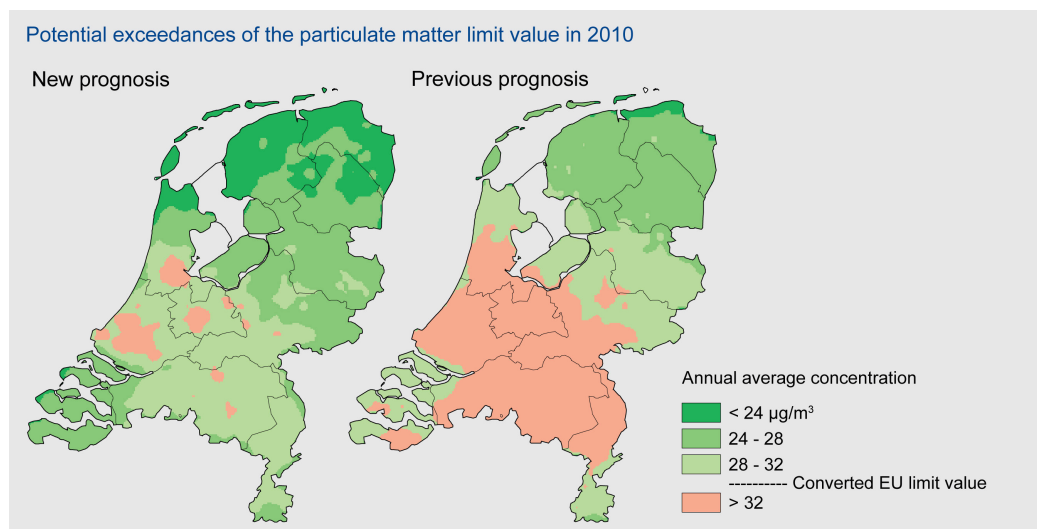 Potential exceedances of the particulate matter limit value in 2010
New prognosis
Previous prognosis
Annual average concentration
< 24 µg/m³
24 - 28
28 - 32
---------- Converted EU limit value
> 32